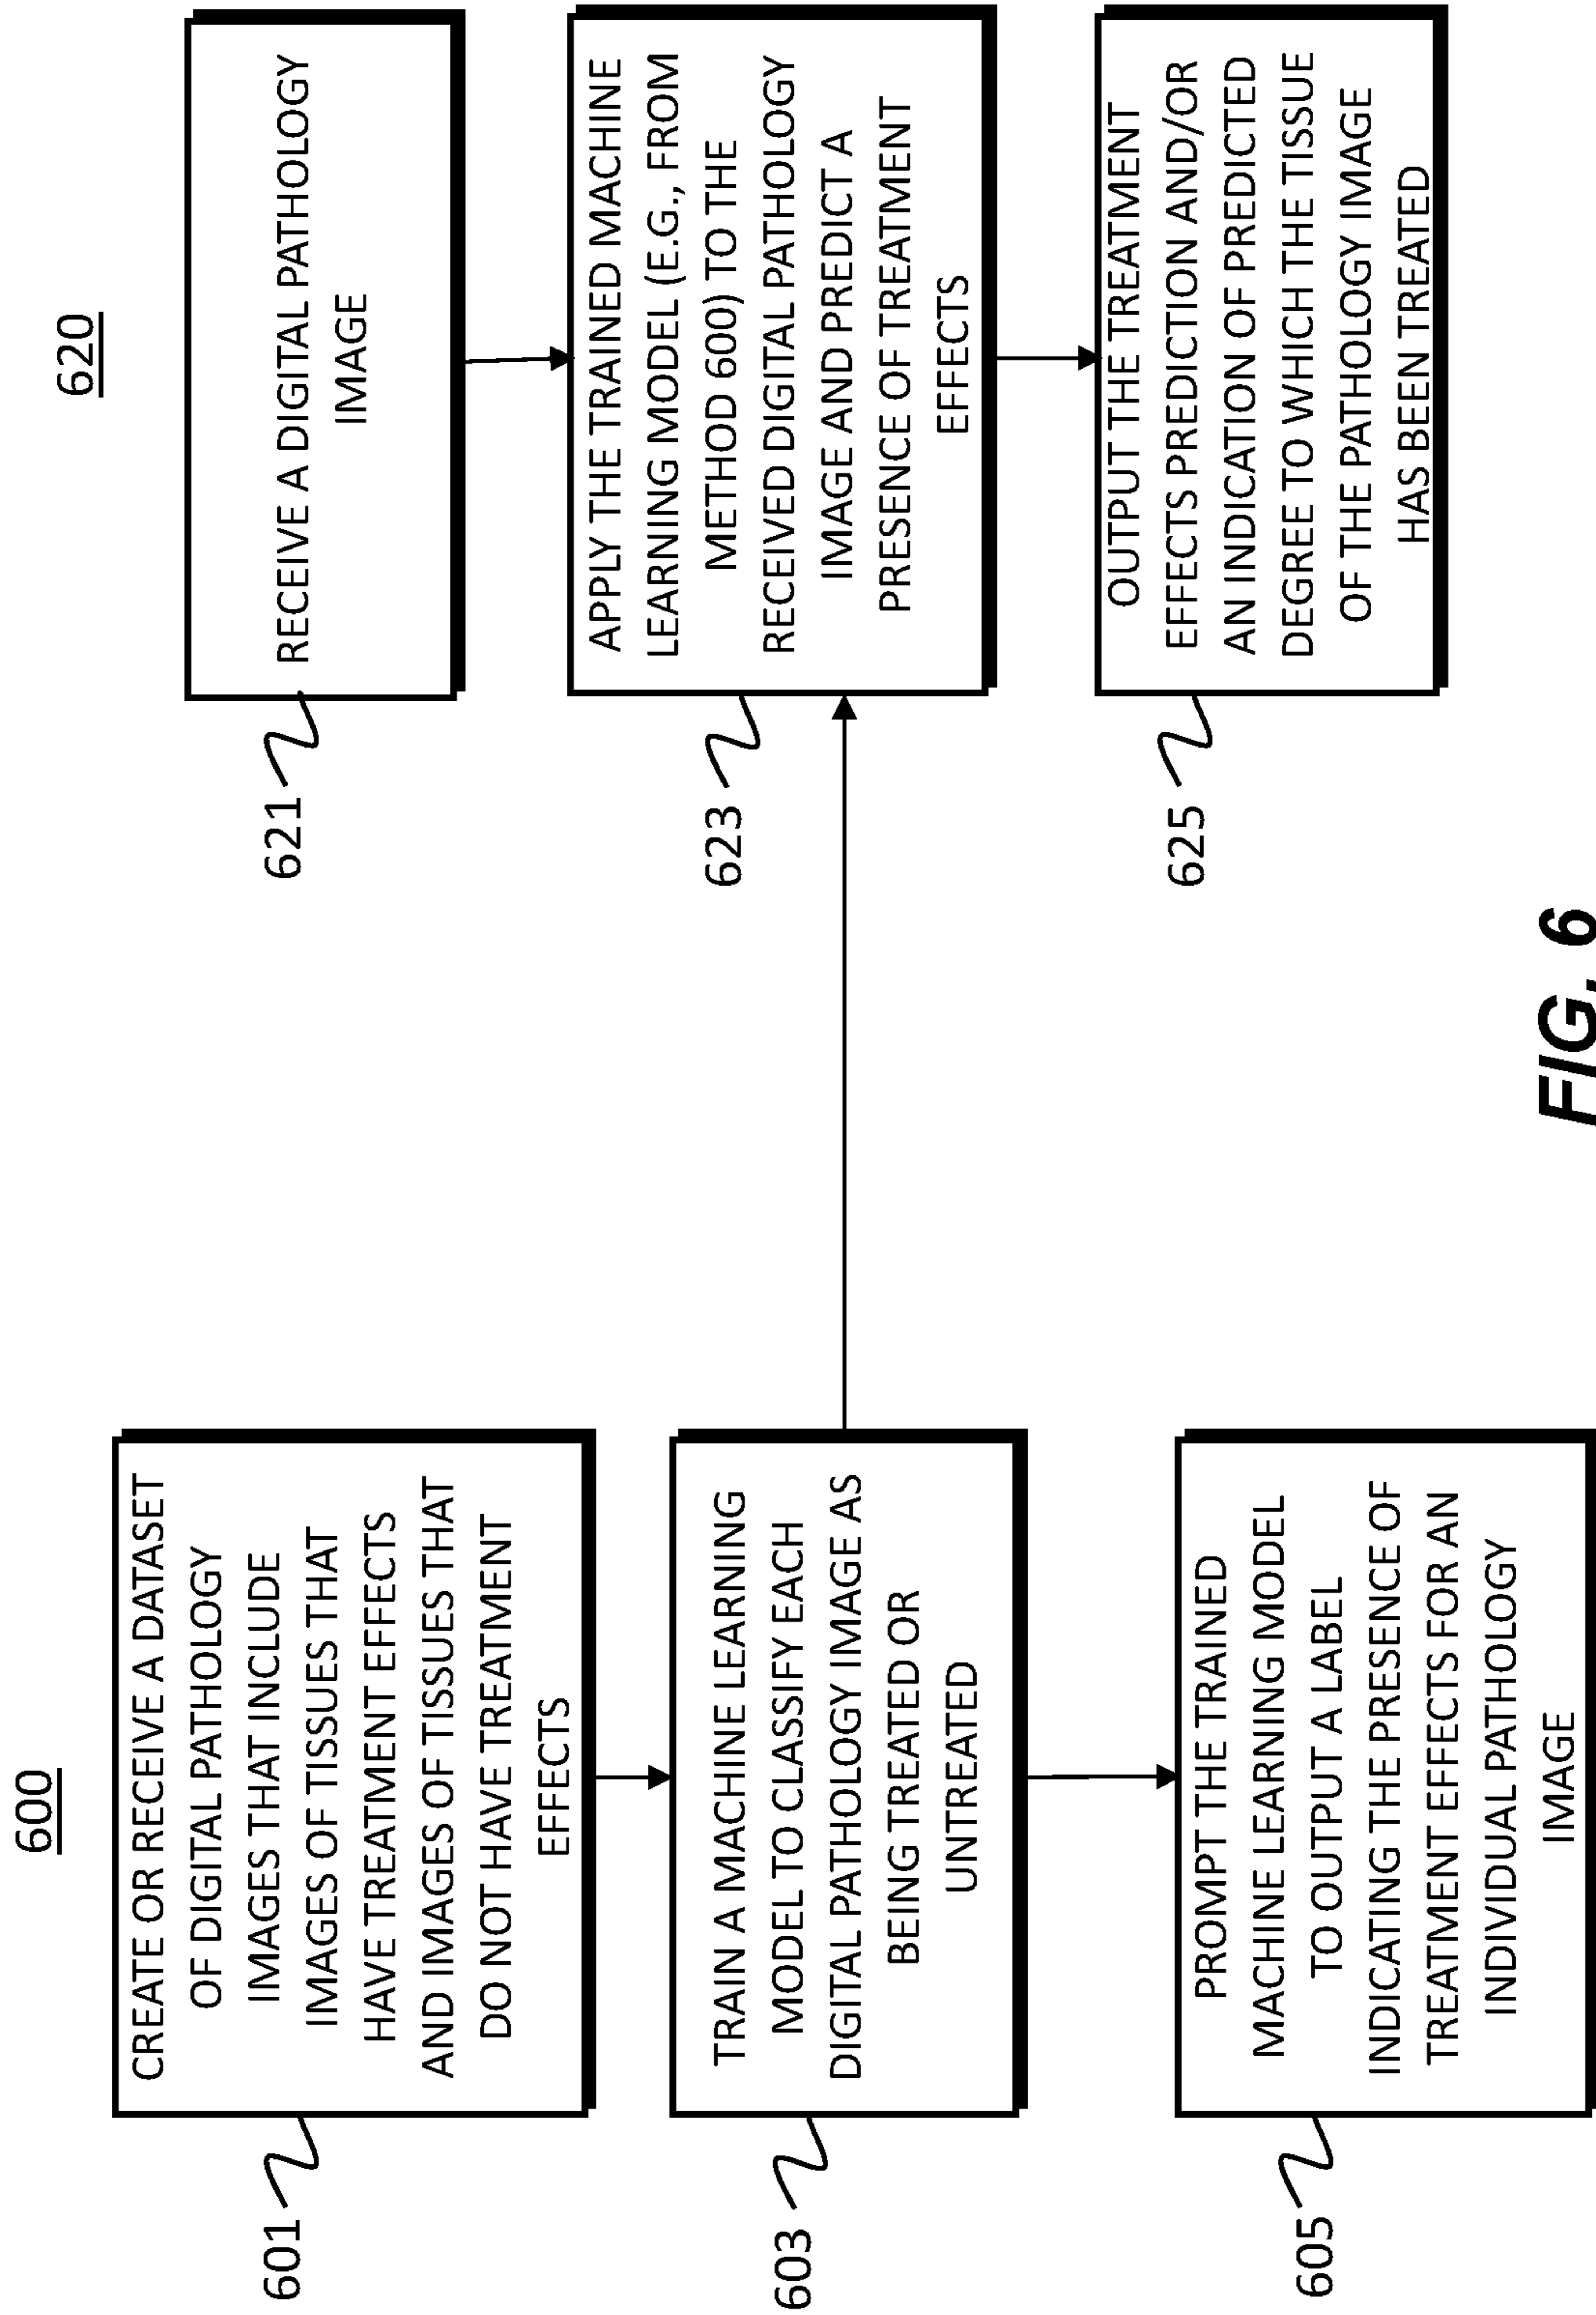 600
601
CREATE OR RECEIVE A DATASET
OF DIGITAL PATHOLOGY
IMAGES THAT INCLUDE
IMAGES OF TISSUES THAT
HAVE TREATMENT EFFECTS
AND IMAGES OF TISSUES THAT
DO NOT HAVE TREATMENT
EFFECTS
603
TRAIN A MACHINE LEARNING
MODEL TO CLASSIFY EACH
DIGITAL PATHOLOGY IMAGE AS
BEING TREATED OR
UNTREATED
605
PROMPT THE TRAINED
MACHINE LEARNING MODEL
TO OUTPUT A LABEL
INDICATING THE PRESENCE OF
TREATMENT EFFECTS FOR AN
INDIVIDUAL PATHOLOGY
IMAGE
620
621
RECEIVE A DIGITAL PATHOLOGY
IMAGE
623
APPLY THE TRAINED MACHINE
LEARNING MODEL (E.G., FROM
METHOD 600) TO THE
RECEIVED DIGITAL PATHOLOGY
IMAGE AND PREDICT A
PRESENCE OF TREATMENT
EFFECTS
625
OUTPUT THE TREATMENT
EFFECTS PREDICTION AND/OR
AN INDICATION OF PREDICTED
DEGREE TO WHICH THE TISSUE
OF THE PATHOLOGY IMAGE
HAS BEEN TREATED
FIG. 6